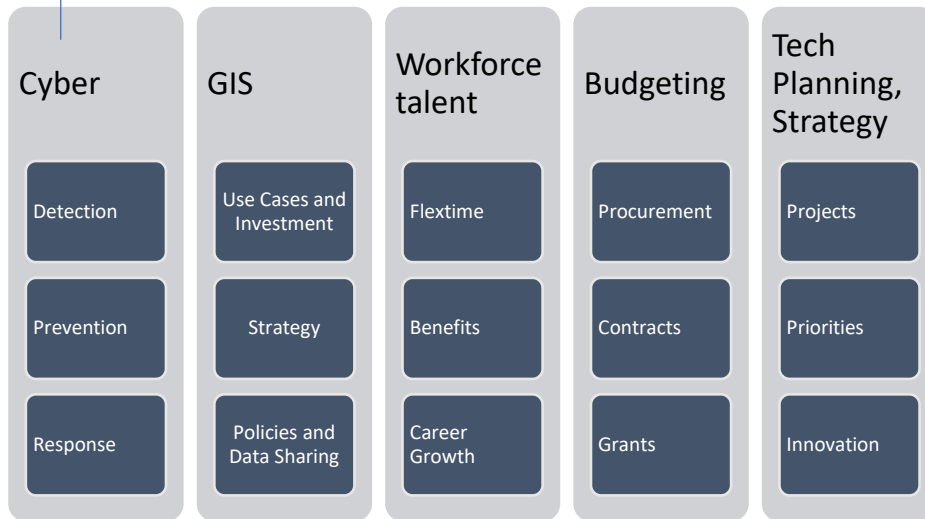 Cyber
Detection
Prevention
Response
GIS
Use Cases and
Investment
Strategy
Policies and
Data Sharing
Workforce
talent
Flextime
Benefits
Career
Growth
Budgeting
Procurement
Contracts
Grants
Tech
Planning,
Strategy
Projects
Priorities
Innovation